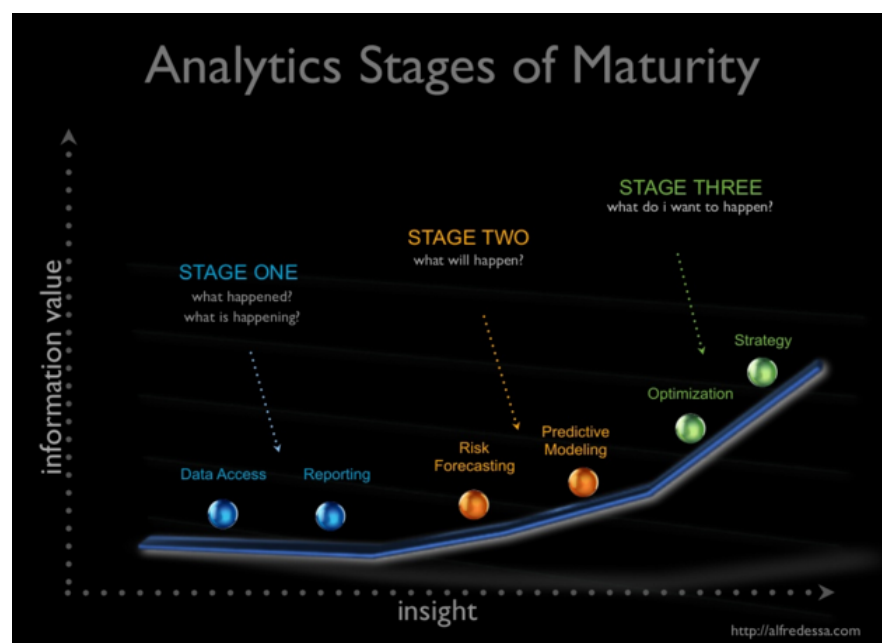 Analytics Stages of Maturity
information value
STAGE ONE
what happened?
what is happening?
STAGE TWO
what will happen?
STAGE THREE
what do i want to happen?
Data Access
Reporting
Risk
Forecasting
Predictive
Modeling
Optimization
Strategy
insight
http://alfredessa.com